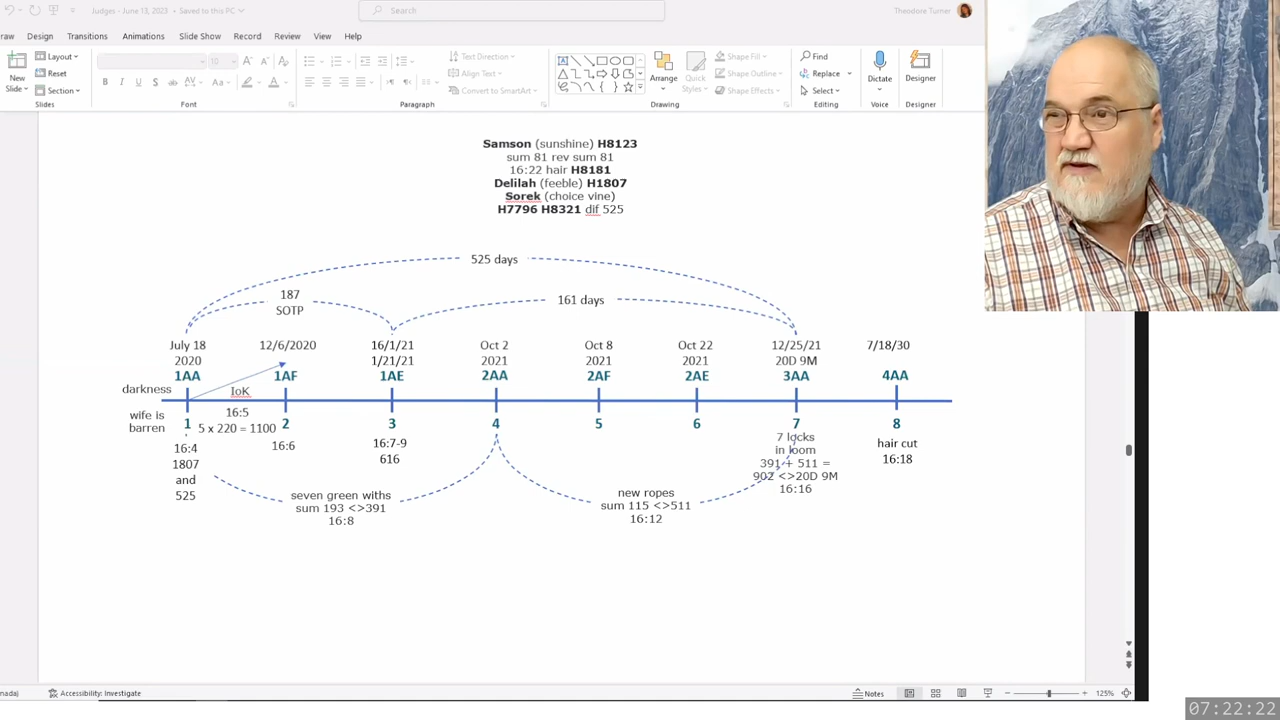 Judges - June 13, 2023 • Saved to this PC
Search
Theodore Turner
raw Design Transitions Animations Slide Show Record Review View Help
New Slide
Layout
Reset
Section
Slides
B U S
Font
Paragraph
Text Direction
Align Text
Convert to SmartArt
Arrange
Quick Styles
Shape Fill
Shape Outline
Shape Effects
Drawing
Find
Replace
Select
Editing
Dictate
Voice
Designer
Designer
Samson (sunshine) H8123
sum 81 rev sum 81
16:22 hair H8181
Delilah (feeble) H1807
Sorek (choice vine)
H7796 H8321 dif 525
525 days
187
SOTP
161 days
July 18
2020
1AA
12/6/2020
1AF
16/1/21
1/21/21
1AE
Oct 2
2021
2AA
Oct 8
2021
2AF
Oct 22
2021
2AE
12/25/21
20D 9M
3AA
7/18/30
4AA
darkness
IoK
wife is
barren
1
16:5
5 x 220 = 1100
2
3
4
5
6
7
8
16:4
1807
and
525
16:6
16:7-9
616
7 locks
in loom
391 + 511 =
902 <>20D 9M
16:16
hair cut
16:18
seven green withs
sum 193 <>391
16:8
new ropes
sum 115 <>511
16:12
nada)
Accessibility: Investigate
Notes
125%
07:22:22